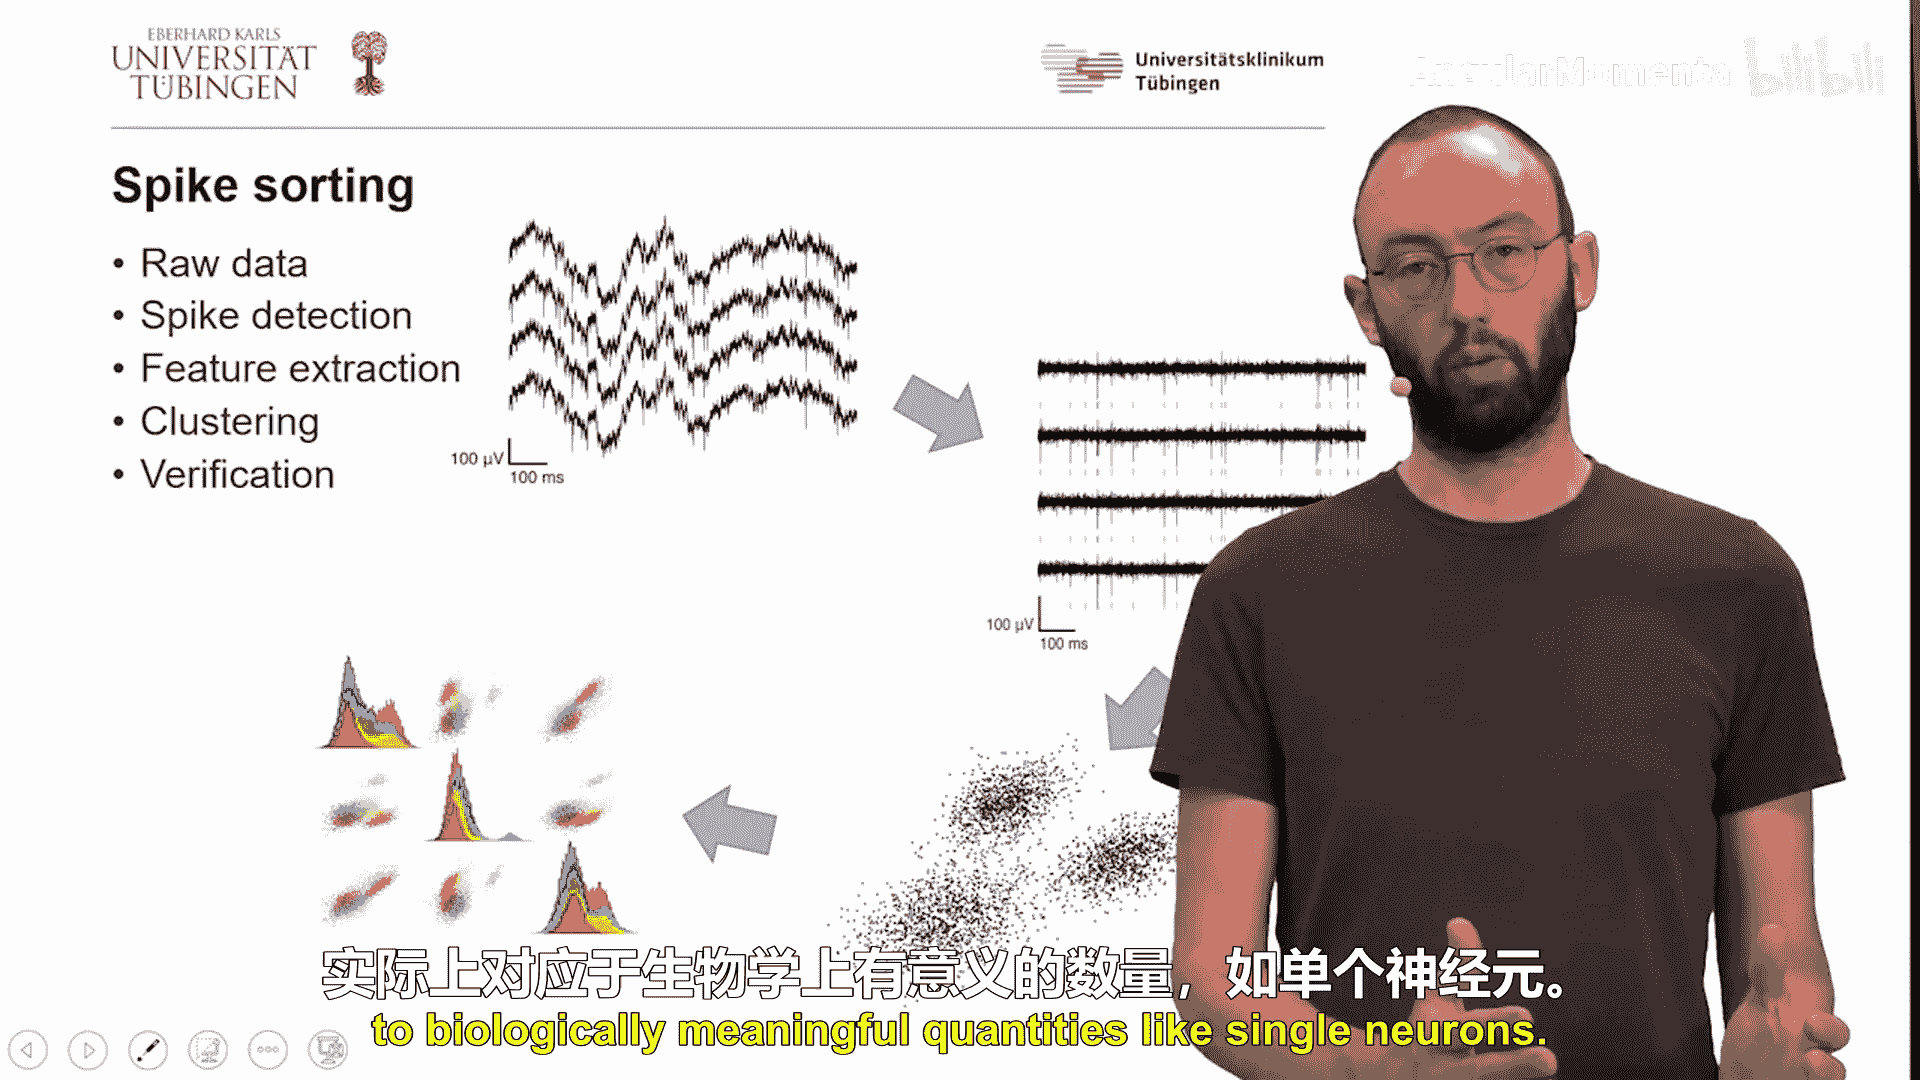 EBERHARD KARLS
UNIVERSITÄT
TÜBINGEN
Universitätsklinikum
Tübingen
bilibili
Spike sorting
• Raw data
• Spike detection
• Feature extraction
• Clustering
• Verification
100 µV
100 ms
100 µV
100 ms
实际上对应于生物学上有意义的数量，如单个神经元。
to biologically meaningful quantities like single neurons.